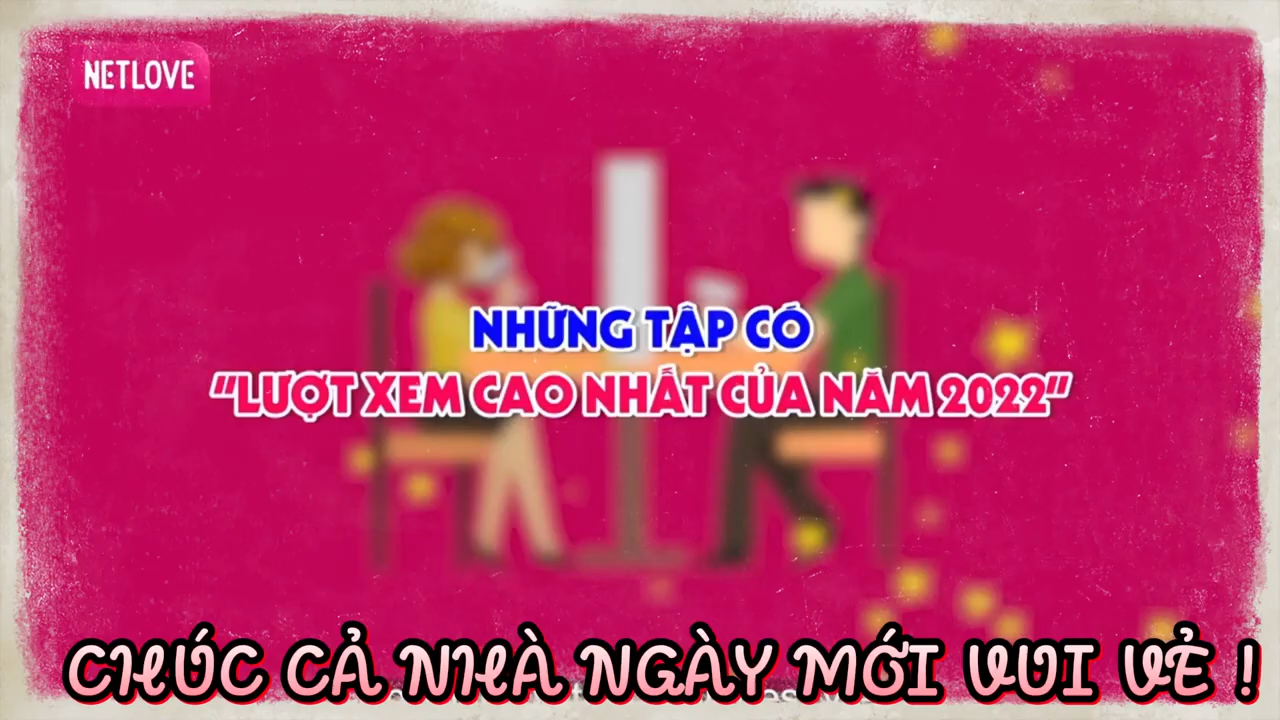 NETLOVE
NHỮNG TẬP CÓ
"LƯỢT XEM CAO NHẤT CỦA NĂM 2022"
CHÚC CẢ NHÀ NGÀY MỚI VUI VẺ !